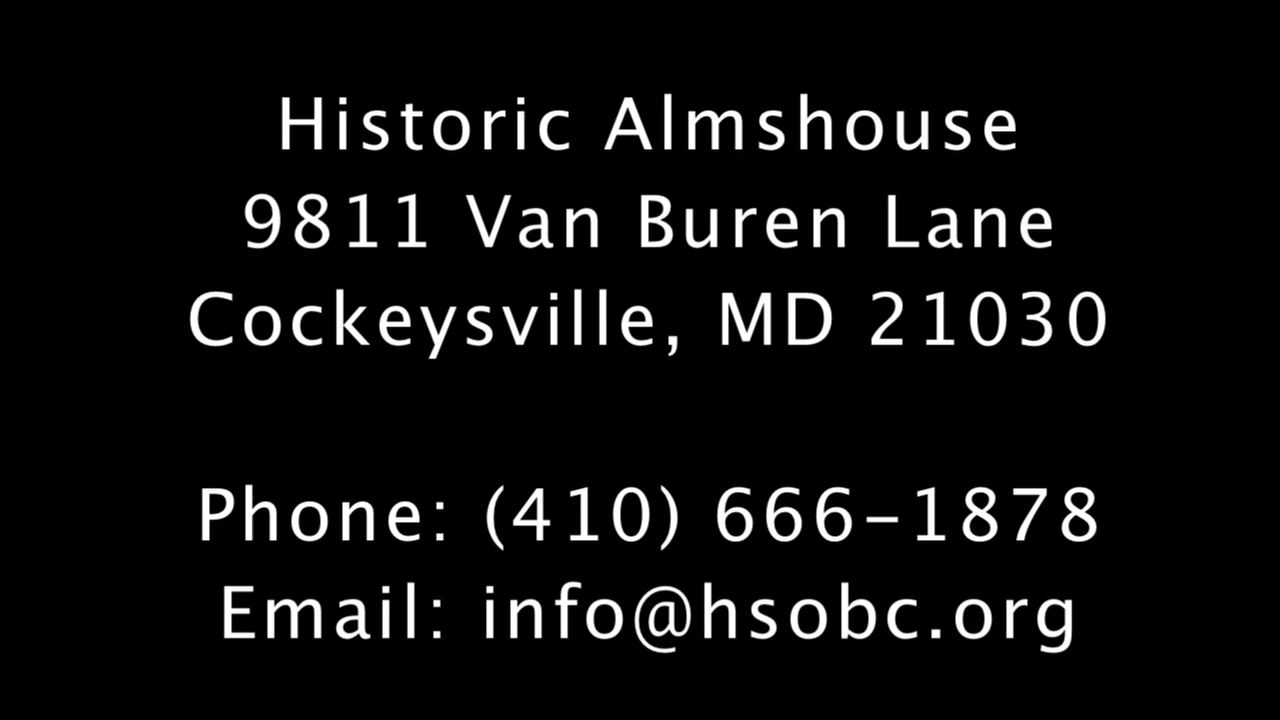 Historic Almshouse
9811 Van Buren Lane
Cockeysville, MD 21030
Phone: (410) 666-1878
Email: info@hsobc.org